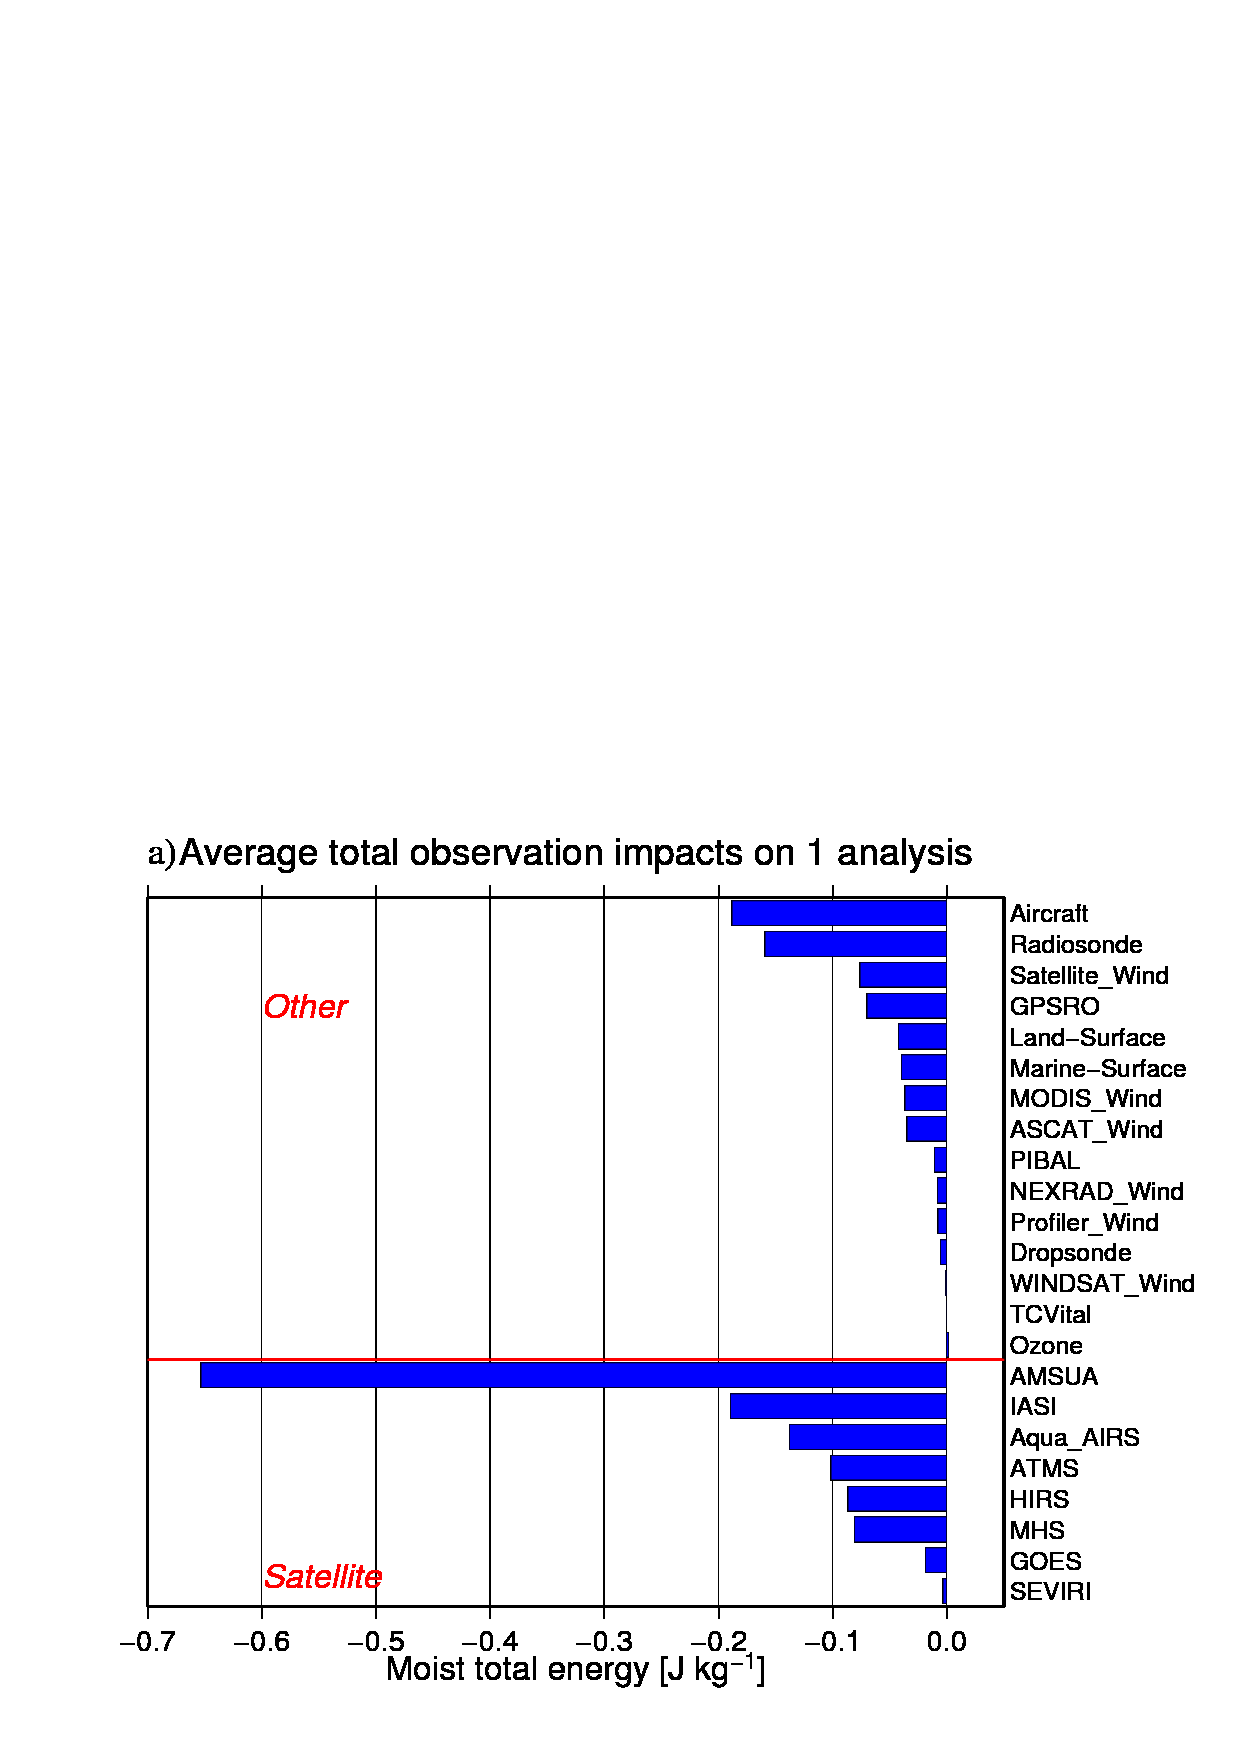 a)Average total observation impacts on 1 analysis
Aircraft
Radiosonde
Satellite_Wind
Other
GPSRO
Land−Surface
Marine−Surface
MODIS_Wind
ASCAT_Wind
PIBAL
NEXRAD_Wind
Profiler_Wind
Dropsonde
WINDSAT_Wind
TCVital
Ozone
AMSUA
IASI
Aqua_AIRS
ATMS
HIRS
MHS
GOES
Satellite
SEVIRI
−0.7 −0.6 −0.5 −0.4 −0.3 −0.2 −0.1 0.0
Moist total energy [J kg⁻¹]